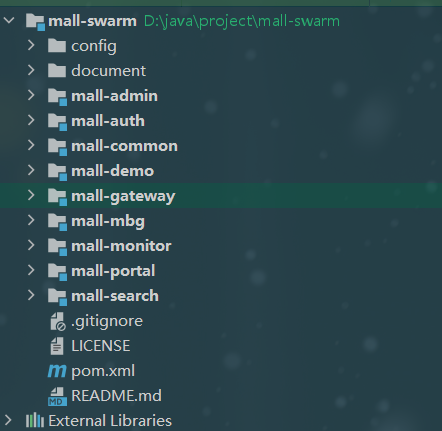 mall-swarm D:\java\project\mall-swarm
config
document
mall-admin
mall-auth
mall-common
mall-demo
mall-gateway
mall-mbg
mall-monitor
mall-portal
mall-search
.gitignore
LICENSE
m pom.xml
MD README.md
External Libraries